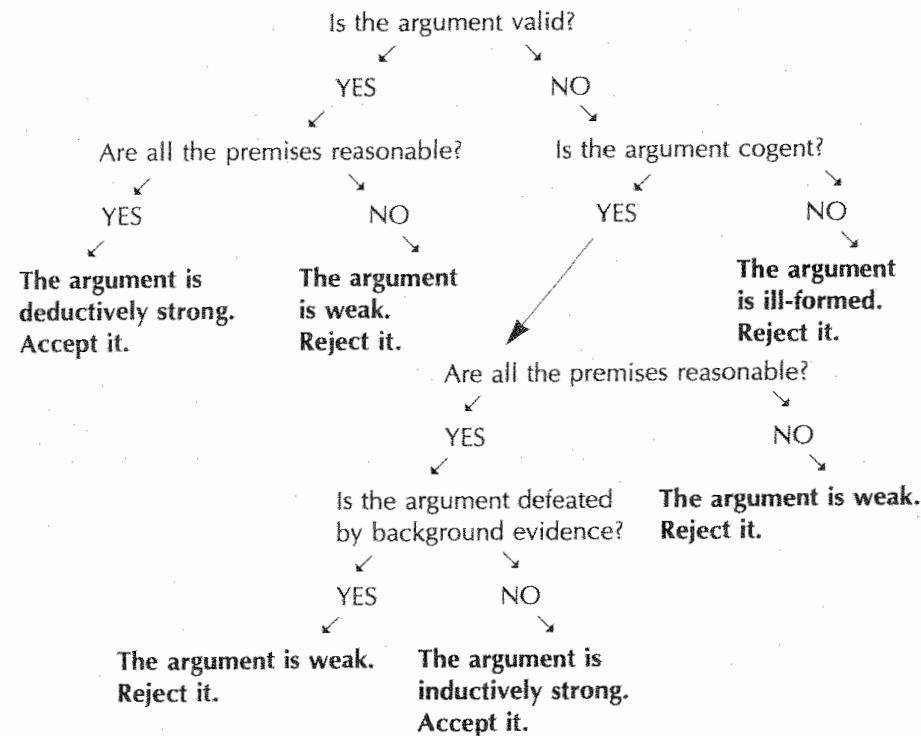 Is the argument valid?
YES NO
Are all the premises reasonable? Is the argument cogent?
YES NO YES NO
The argument is
deductively strong.
Accept it.
The argument
is weak.
Reject it.
The argument
is ill-formed.
Reject it.
Are all the premises reasonable?
YES NO
Is the argument defeated
by background evidence?
The argument is weak.
Reject it.
YES NO
The argument is weak.
Reject it.
The argument is
inductively strong.
Accept it.